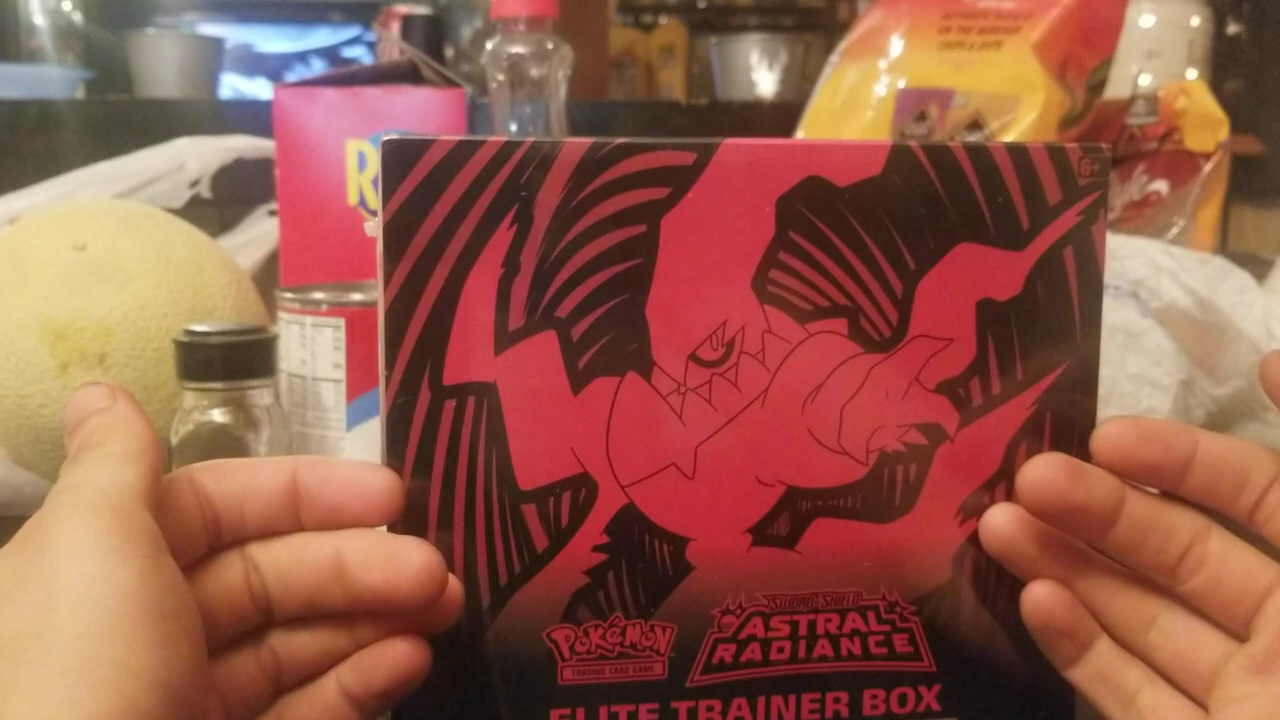 R
6+
SWORD & SHIELD
POKéMON
TRADING CARD GAME
ASTRAL
RADIANCE
ELITE TRAINER BOX